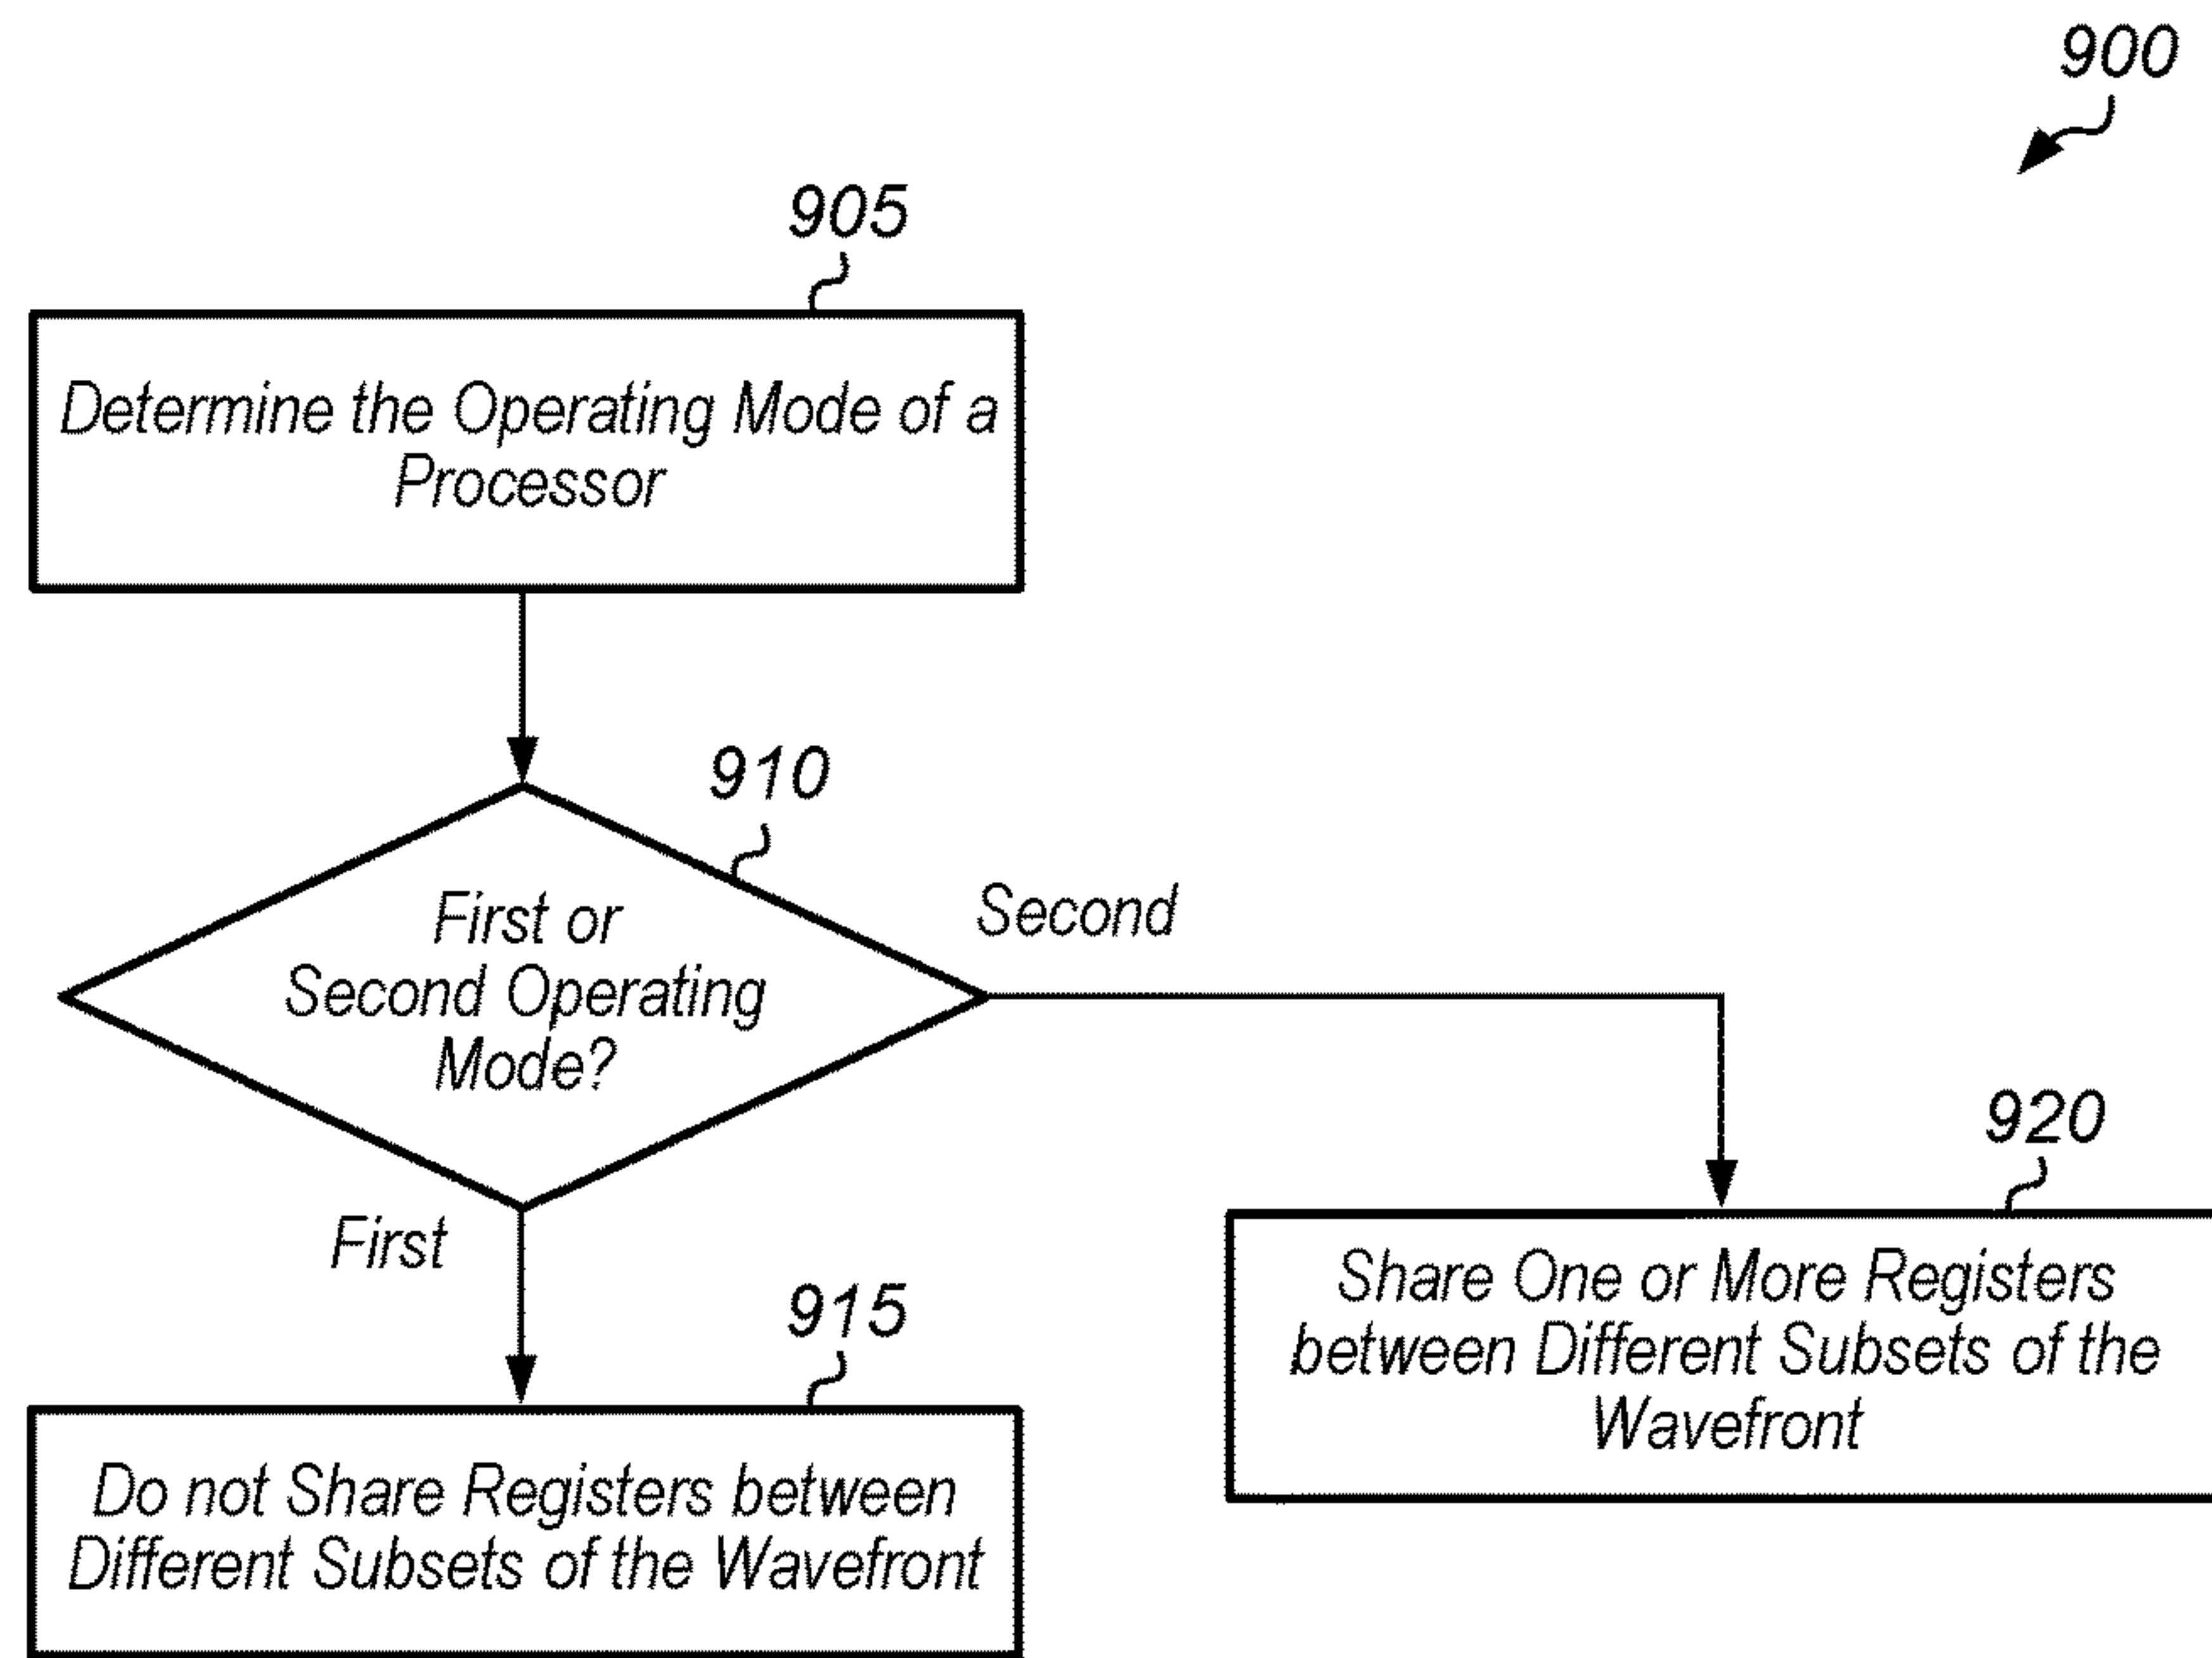 900
905
Determine the Operating Mode of a
Processor
910
First or
Second Operating
Mode?
Second
First
920
Share One or More Registers
between Different Subsets of the
Wavefront
915
Do not Share Registers between
Different Subsets of the Wavefront